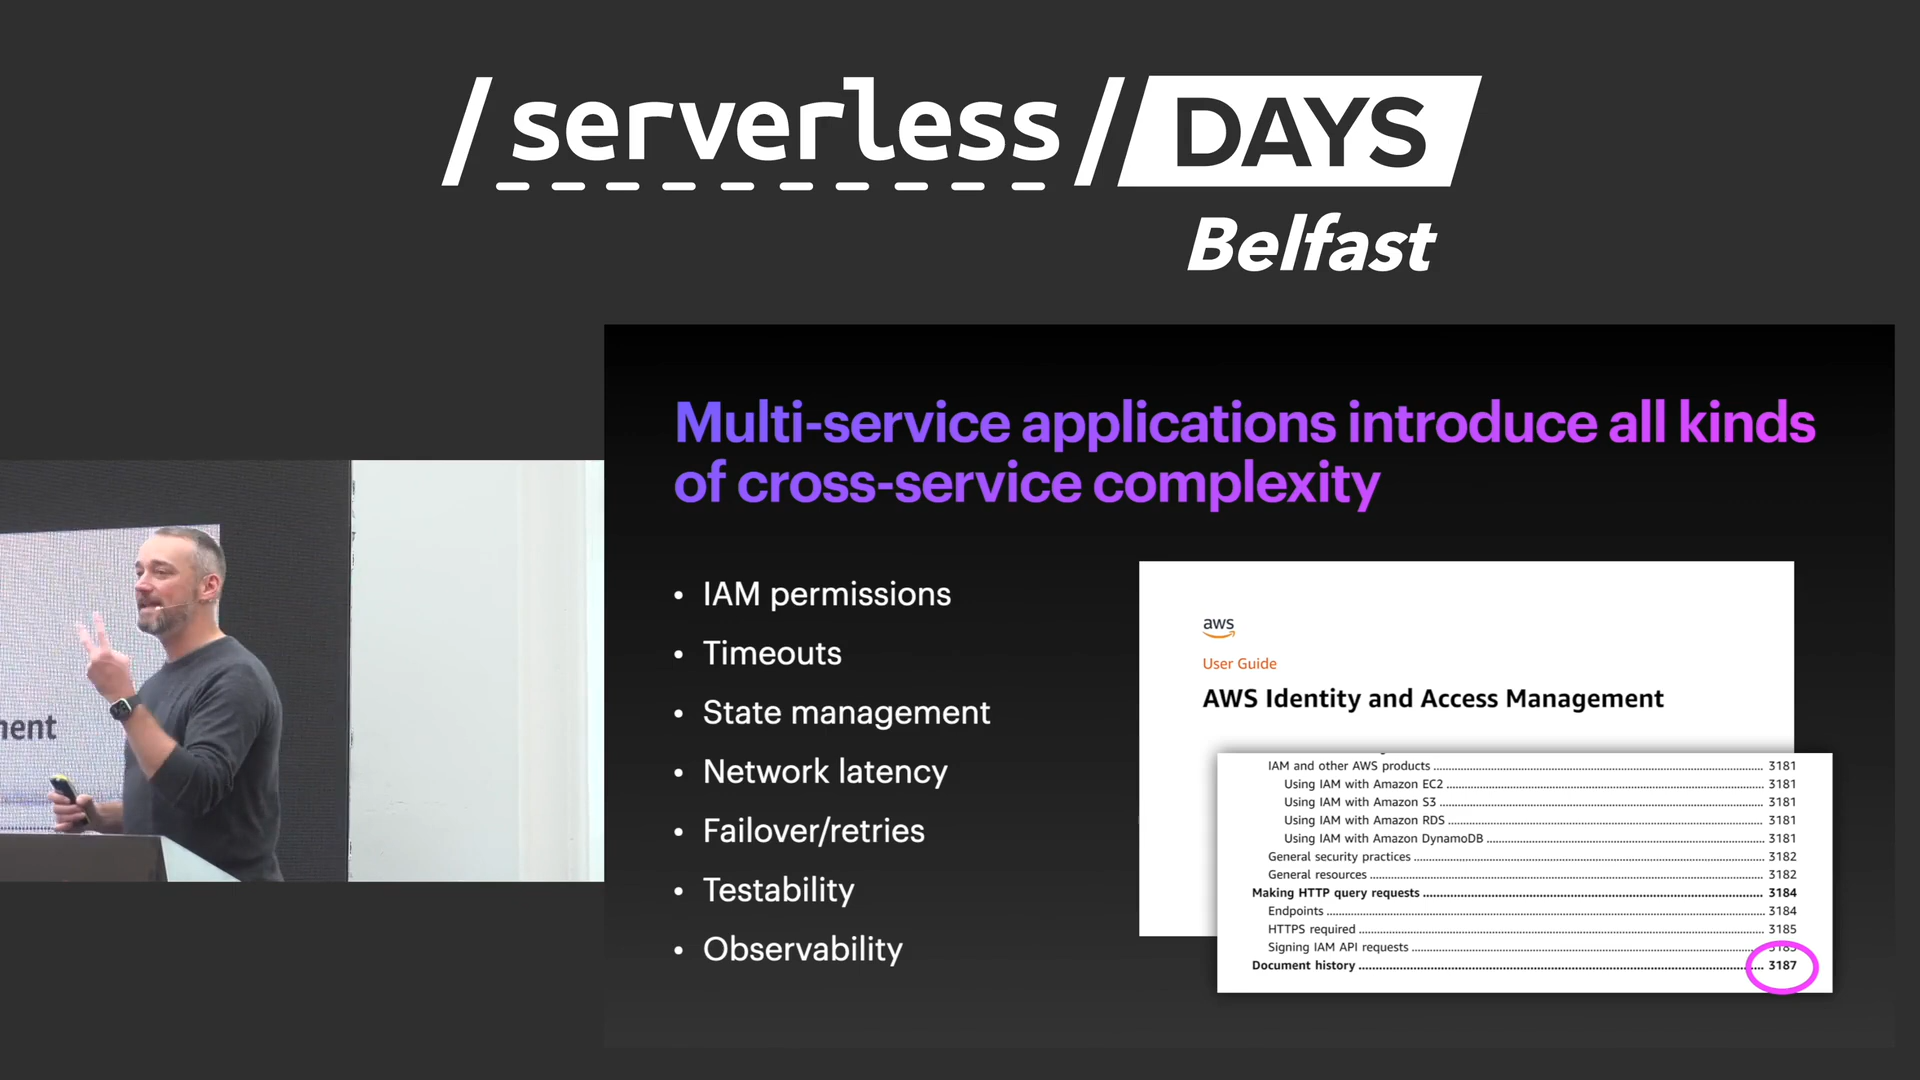 /serverless/DAYS
Belfast
Multi-service applications introduce all kinds
of cross-service complexity
• IAM permissions
• Timeouts
• State management
• Network latency
• Failover/retries
• Testability
• Observability
aws
User Guide
AWS Identity and Access Management
IAM and other AWS products 3181
Using IAM with Amazon EC2 3181
Using IAM with Amazon S3 3181
Using IAM with Amazon RDS 3181
Using IAM with Amazon DynamoDB 3181
General security practices 3182
General resources 3182
Making HTTP query requests 3184
Endpoints 3184
HTTPS required 3185
Signing IAM API requests 3185
Document history 3187